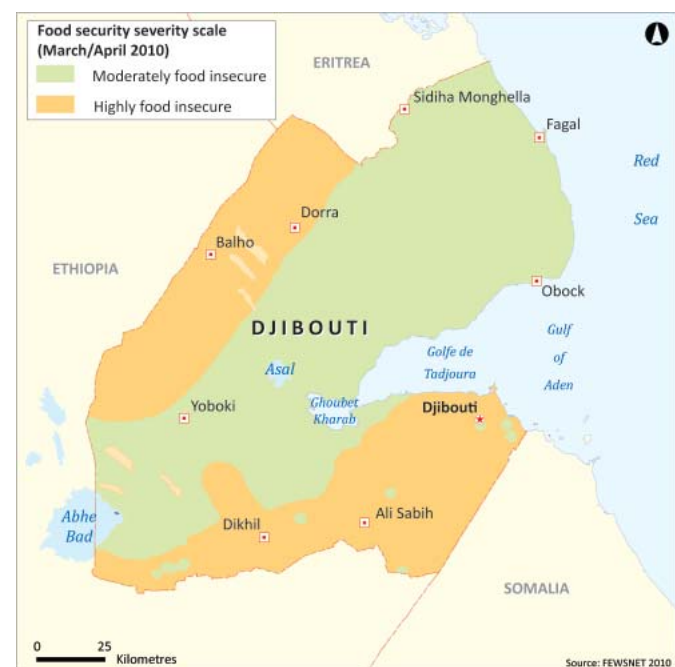 Food security severity scale
(March/April 2010)
Moderately food insecure
Highly food insecure
ERITREA
Sidiha Monghella
Fagal
Red
Sea
Dorra
Balho
ETHIOPIA
Obock
DJIBOUTI
Gulf
of
Aden
Golfe de
Tadjoura
Asal
Ghoubet
Kharab
Yoboki
Djibouti
Abhe
Bad
Dikhil
Ali Sabih
SOMALIA
0 25
Kilometres
Source: FEWSNET 2010